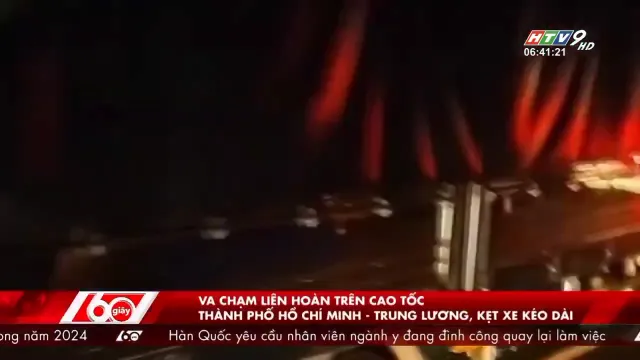 HTV9 HD
06:41:21
60 giây
VA CHẠM LIÊN HOÀN TRÊN CAO TỐC
THÀNH PHỐ HỒ CHÍ MINH - TRUNG LƯƠNG, KẸT XE KÉO DÀI
ong năm 2024 60 Hàn Quốc yêu cầu nhân viên ngành y đang đình công quay lại làm việc